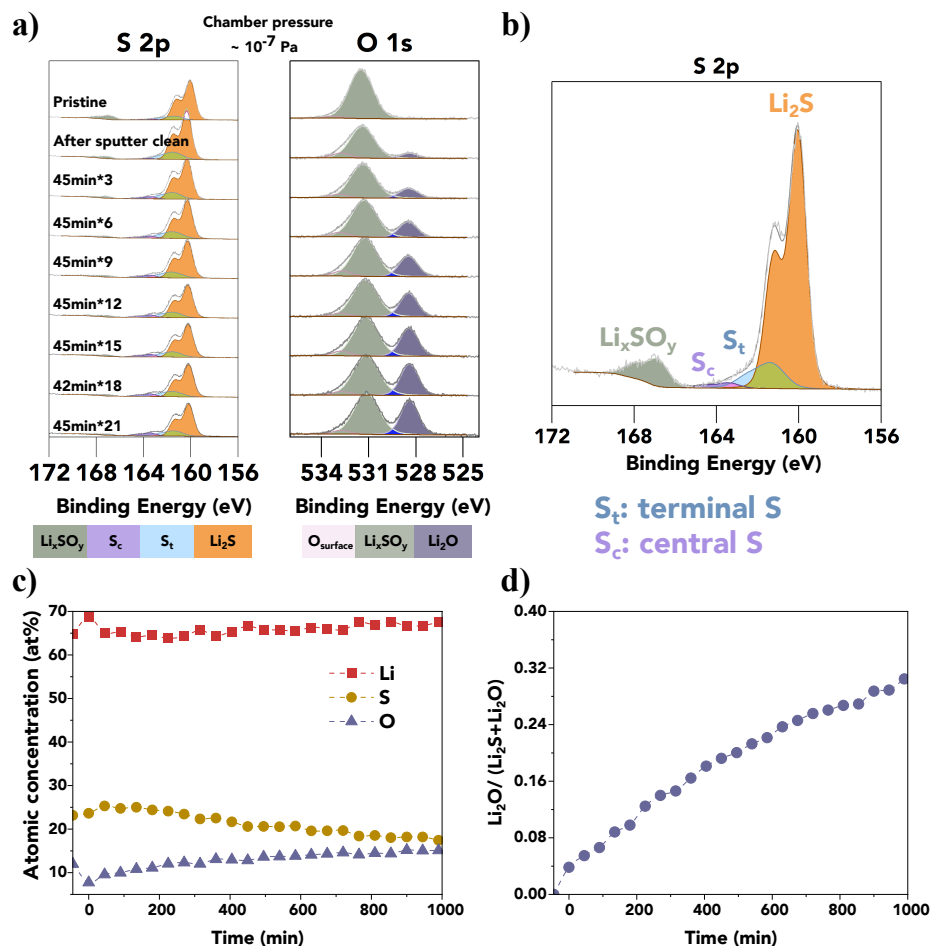 a)
S 2p
Chamber pressure
~ 10⁻⁷ Pa
O 1s
Pristine
After sputter clean
45min*3
45min*6
45min*9
45min*12
45min*15
42min*18
45min*21
172 168 164 160 156
Binding Energy (eV)
534 531 528 525
Binding Energy (eV)
LiₓSOᵧ S꜀ Sₜ Li₂S
Oₛᵤᵣfₐcₑ LiₓSOᵧ Li₂O
b)
S 2p
Li₂S
LiₓSOᵧ
Sₜ
S꜀
172 168 164 160 156
Binding Energy (eV)
Sₜ: terminal S
S꜀: central S
c)
Atomic concentration (at%)
70
60
50
40
30
20
10
Li
S
O
0 200 400 600 800 1000
Time (min)
d)
Li₂O/ (Li₂S+Li₂O)
0.40
0.32
0.24
0.16
0.08
0.00
0 200 400 600 800 1000
Time (min)